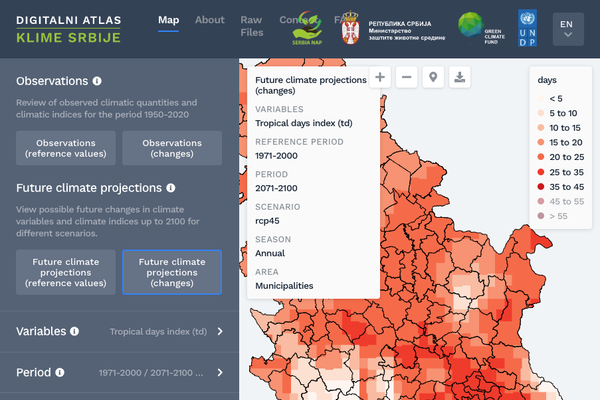 DIGITALNI ATLAS
KLIME SRBIJE
Map
About
Raw Files
SERBIA NAP
РЕПУБЛИКА СРБИЈА
Министарство
заштите животне средине
GREEN
CLIMATE
FUND
U N
D P
EN
Observations
Review of observed climatic quantities and
climatic indices for the period 1950-2020
Observations
(reference values)
Observations
(changes)
Future climate projections
View possible future changes in climate
variables and climate indices up to 2100 for
different scenarios.
Future climate
projections
(reference values)
Future climate
projections
(changes)
Variables
Tropical days index (td)
Period
1971-2000 / 2071-2100 ...
Future climate projections
(changes)
VARIABLES
Tropical days index (td)
REFERENCE PERIOD
1971-2000
PERIOD
2071-2100
SCENARIO
rcp45
SEASON
Annual
AREA
Municipalities
days
< 5
5 to 10
10 to 15
15 to 20
20 to 25
25 to 35
35 to 45
45 to 55
> 55